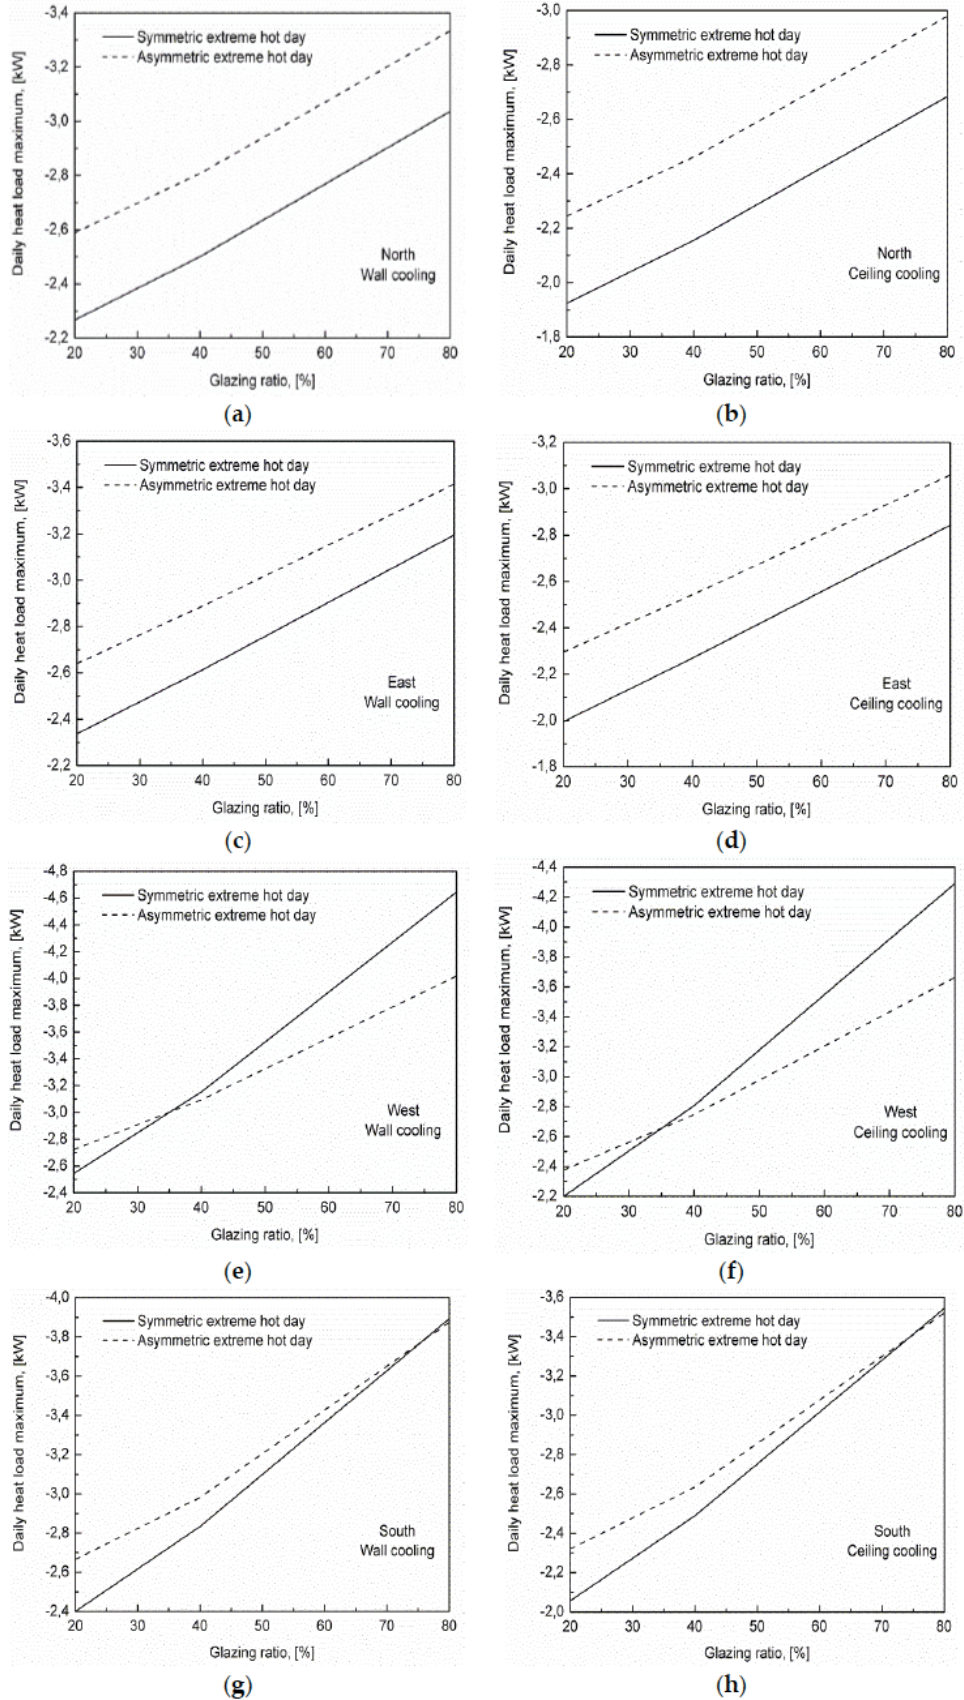 Daily heat load maximum, [kW]
-3,4
-3,2
-3,0
-2,8
-2,6
-2,4
-2,2
Symmetric extreme hot day
Asymmetric extreme hot day
North
Wall cooling
20 30 40 50 60 70 80
Glazing ratio, [%]
(a)
Daily heat load maximum, [kW]
-3,0
-2,8
-2,6
-2,4
-2,2
-2,0
-1,8
Symmetric extreme hot day
Asymmetric extreme hot day
North
Ceiling cooling
20 30 40 50 60 70 80
Glazing ratio, [%]
(b)
Daily heat load maximum, [kW]
-3,6
-3,4
-3,2
-3,0
-2,8
-2,6
-2,4
-2,2
Symmetric extreme hot day
Asymmetric extreme hot day
East
Wall cooling
20 30 40 50 60 70 80
Glazing ratio, [%]
(c)
Daily heat load maximum, [kW]
-3,2
-3,0
-2,8
-2,6
-2,4
-2,2
-2,0
-1,8
Symmetric extreme hot day
Asymmetric extreme hot day
East
Ceiling cooling
20 30 40 50 60 70 80
Glazing ratio, [%]
(d)
Daily heat load maximum, [kW]
-4,8
-4,6
-4,4
-4,2
-4,0
-3,8
-3,6
-3,4
-3,2
-3,0
-2,8
-2,6
-2,4
Symmetric extreme hot day
Asymmetric extreme hot day
West
Wall cooling
20 30 40 50 60 70 80
Glazing ratio, [%]
(e)
Daily heat load maximum, [kW]
-4,4
-4,2
-4,0
-3,8
-3,6
-3,4
-3,2
-3,0
-2,8
-2,6
-2,4
-2,2
Symmetric extreme hot day
Asymmetric extreme hot day
West
Ceiling cooling
20 30 40 50 60 70 80
Glazing ratio, [%]
(f)
Daily heat load maximum, [kW]
-4,0
-3,8
-3,6
-3,4
-3,2
-3,0
-2,8
-2,6
-2,4
Symmetric extreme hot day
Asymmetric extreme hot day
South
Wall cooling
20 30 40 50 60 70 80
Glazing ratio, [%]
(g)
Daily heat load maximum, [kW]
-3,6
-3,4
-3,2
-3,0
-2,8
-2,6
-2,4
-2,2
-2,0
Symmetric extreme hot day
Asymmetric extreme hot day
South
Ceiling cooling
20 30 40 50 60 70 80
Glazing ratio, [%]
(h)